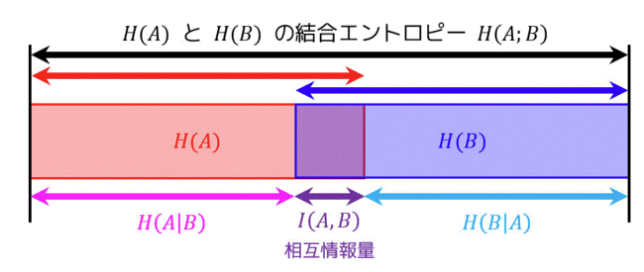 H(A) と H(B) の結合エントロピー H(A; B)
H(A)
H(B)
H(A|B)
I(A, B)
H(B|A)
相互情報量